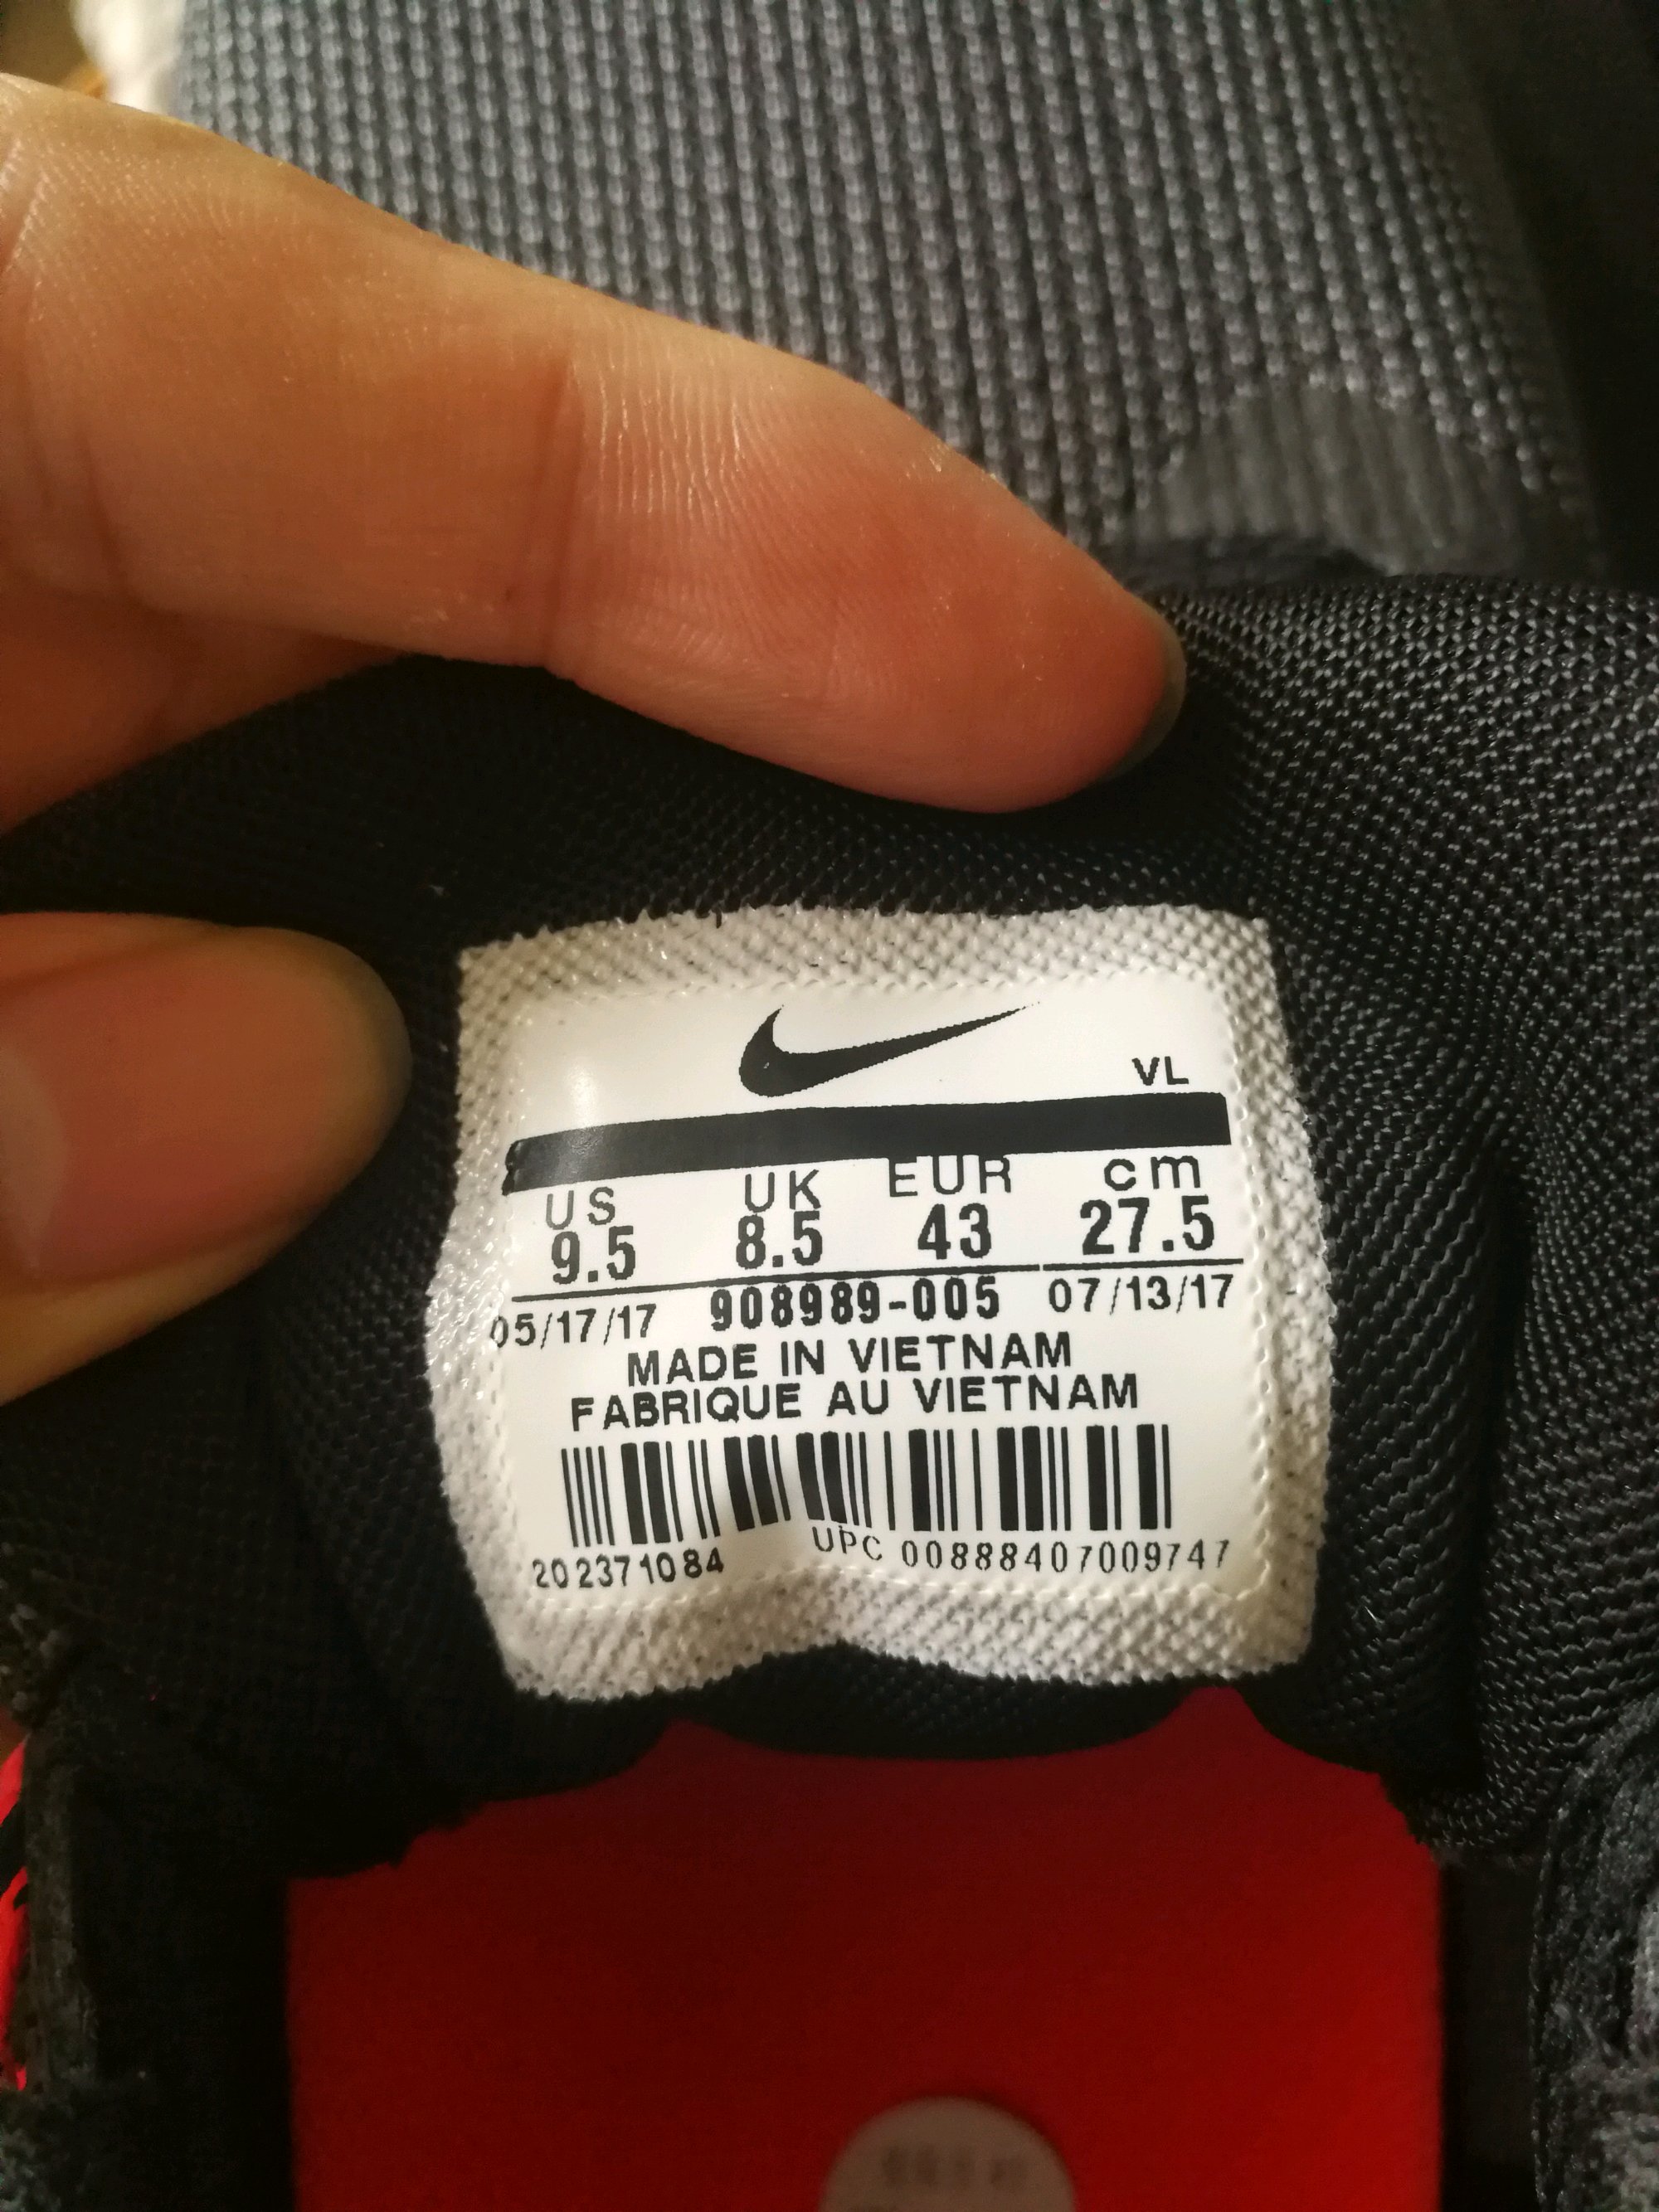 VL
US UK EUR cm
9.5 8.5 43 27.5
05/17/17 908989-005 07/13/17
MADE IN VIETNAM
FABRIQUE AU VIETNAM
202371084 UPC 00888407009747